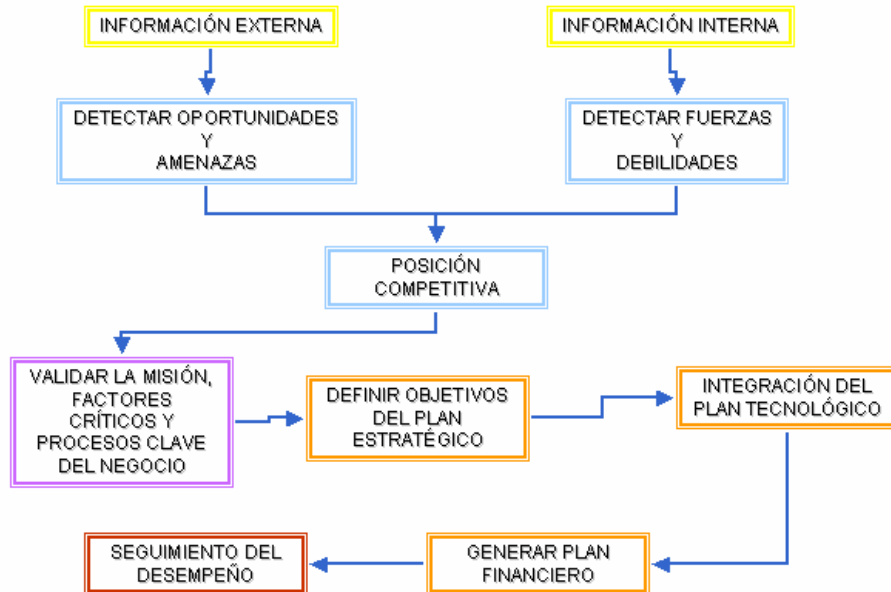 INFORMACIÓN EXTERNA
INFORMACIÓN INTERNA
DETECTAR OPORTUNIDADES
Y
AMENAZAS
DETECTAR FUERZAS
Y
DEBILIDADES
POSICIÓN
COMPETITIVA
VALIDAR LA MISIÓN,
FACTORES
CRÍTICOS Y
PROCESOS CLAVE
DEL NEGOCIO
DEFINIR OBJETIVOS
DEL PLAN
ESTRATÉGICO
INTEGRACIÓN DEL
PLAN TECNOLÓGICO
SEGUIMIENTO DEL
DESEMPEÑO
GENERAR PLAN
FINANCIERO